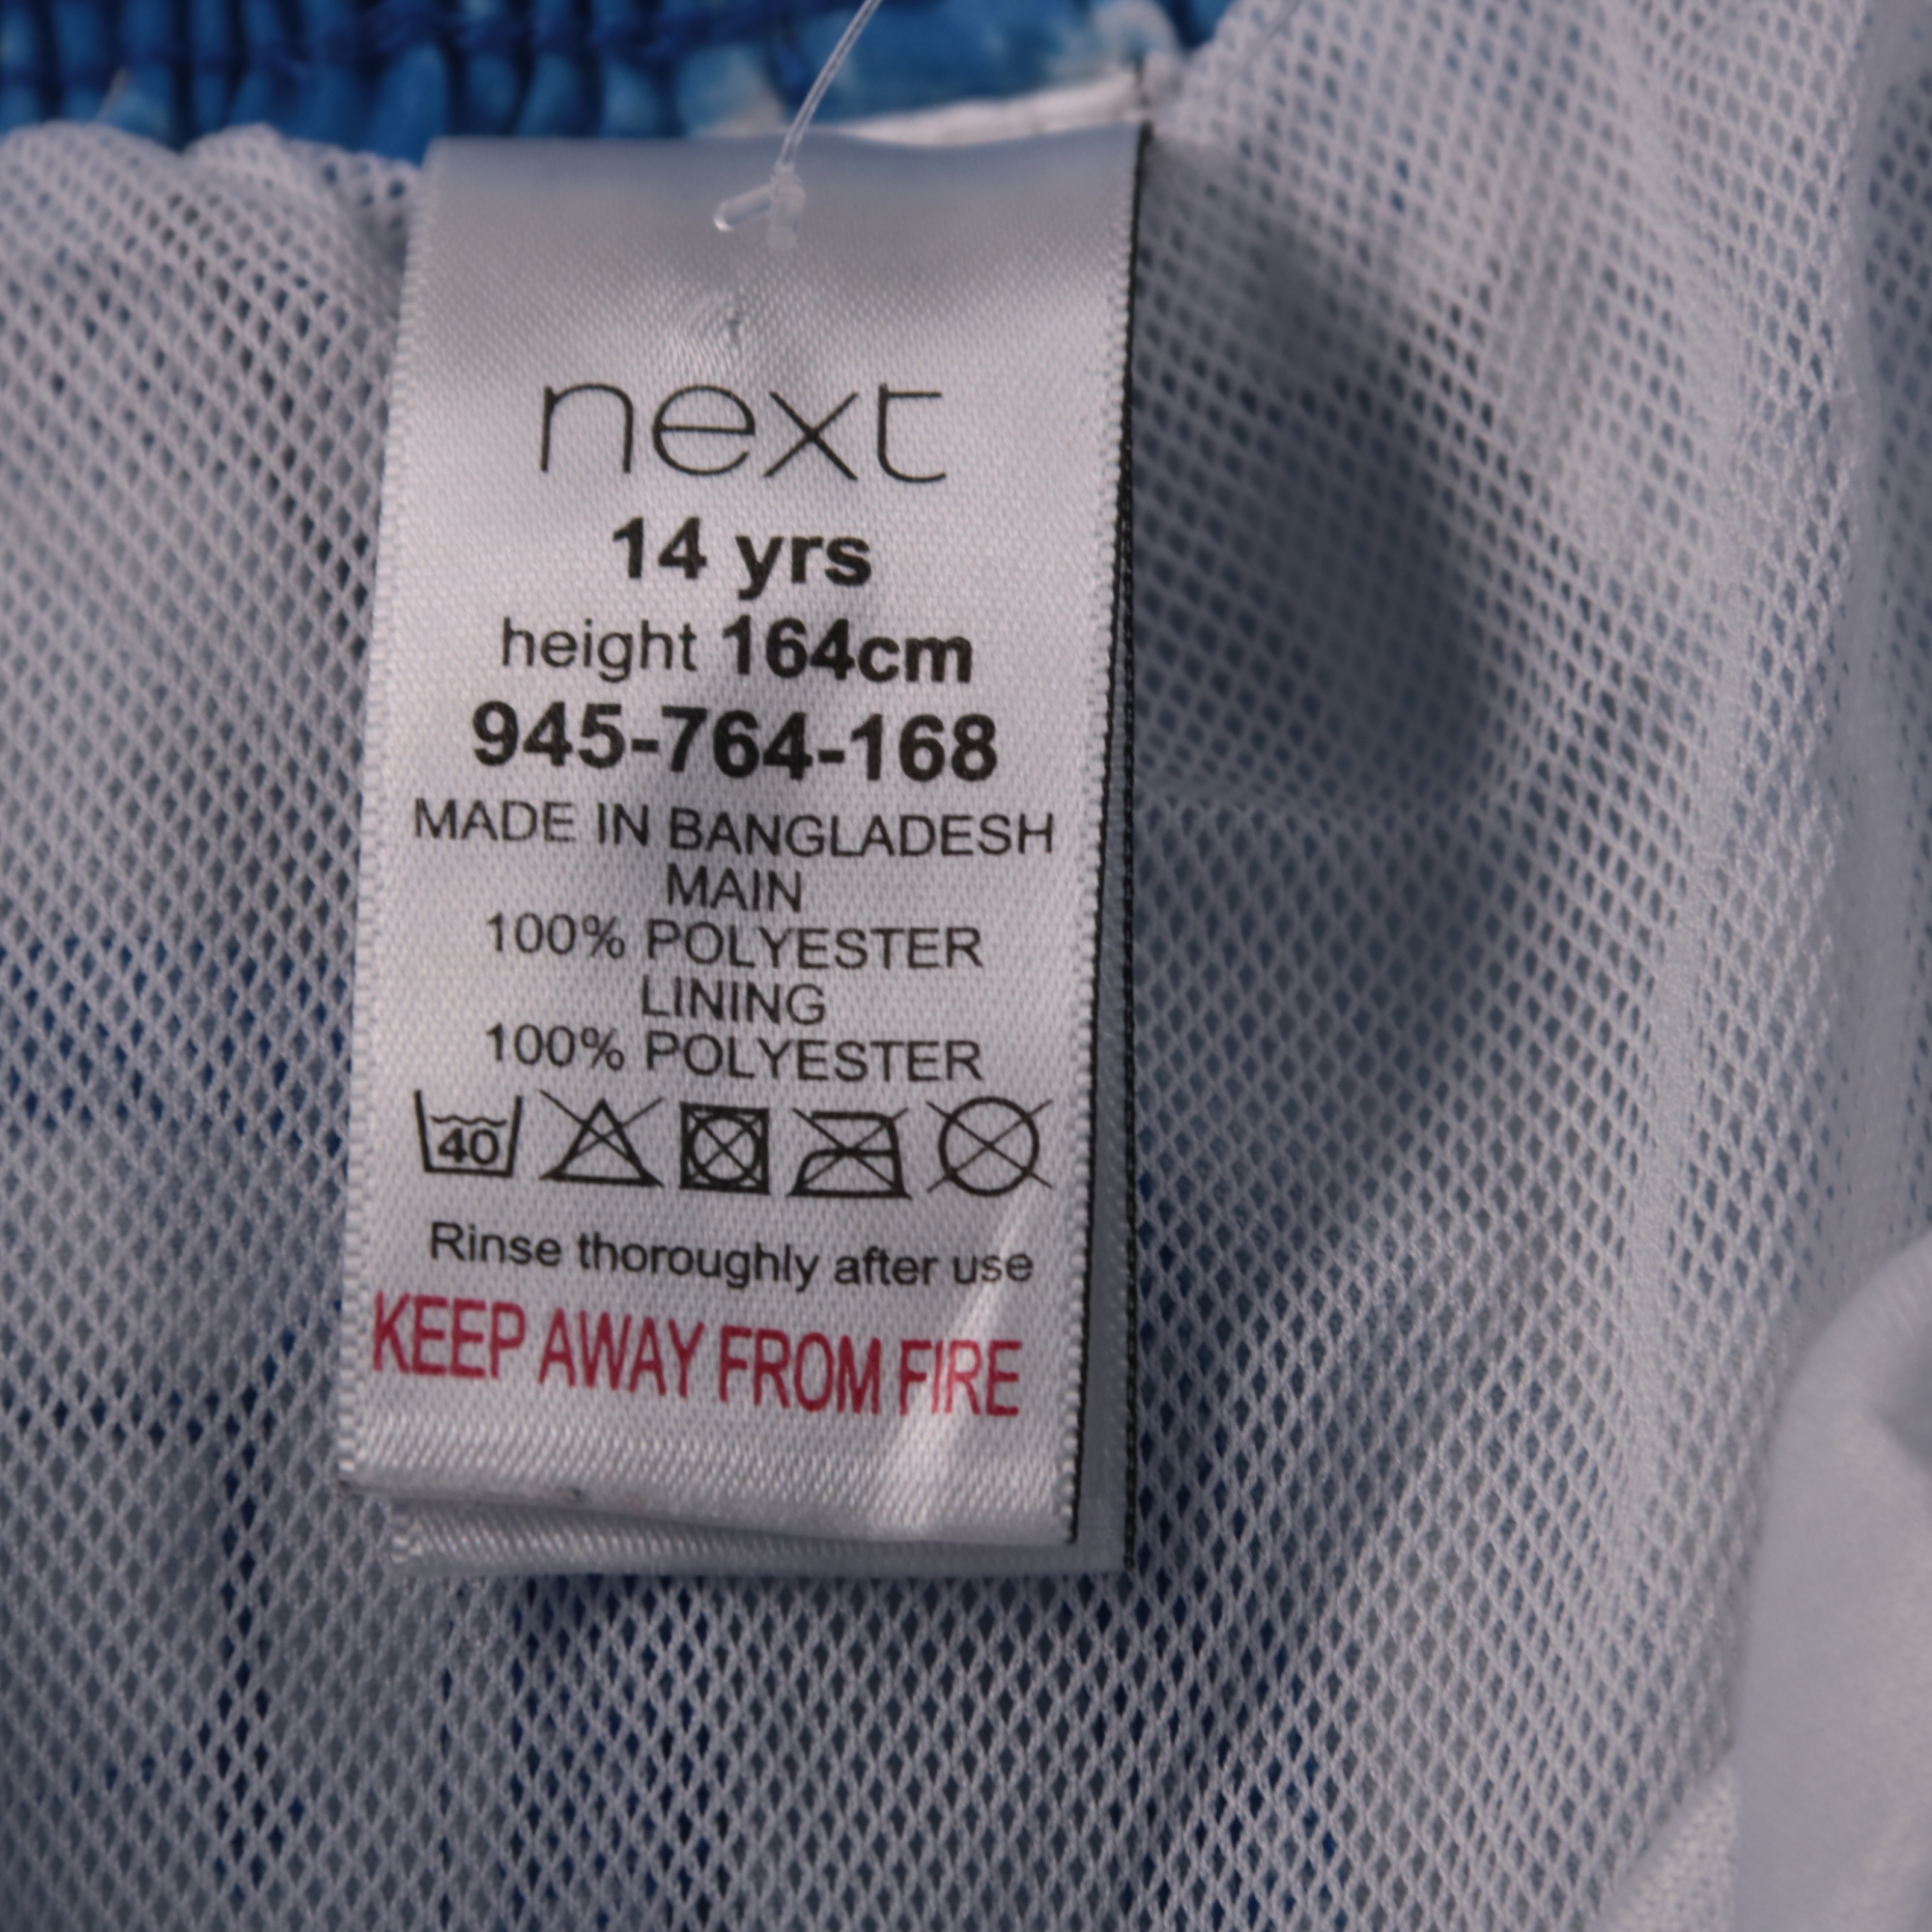 next
14 yrs
height 164cm
945-764-168
MADE IN BANGLADESH
MAIN
100% POLYESTER
LINING
100% POLYESTER
40
Rinse thoroughly after use
KEEP AWAY FROM FIRE